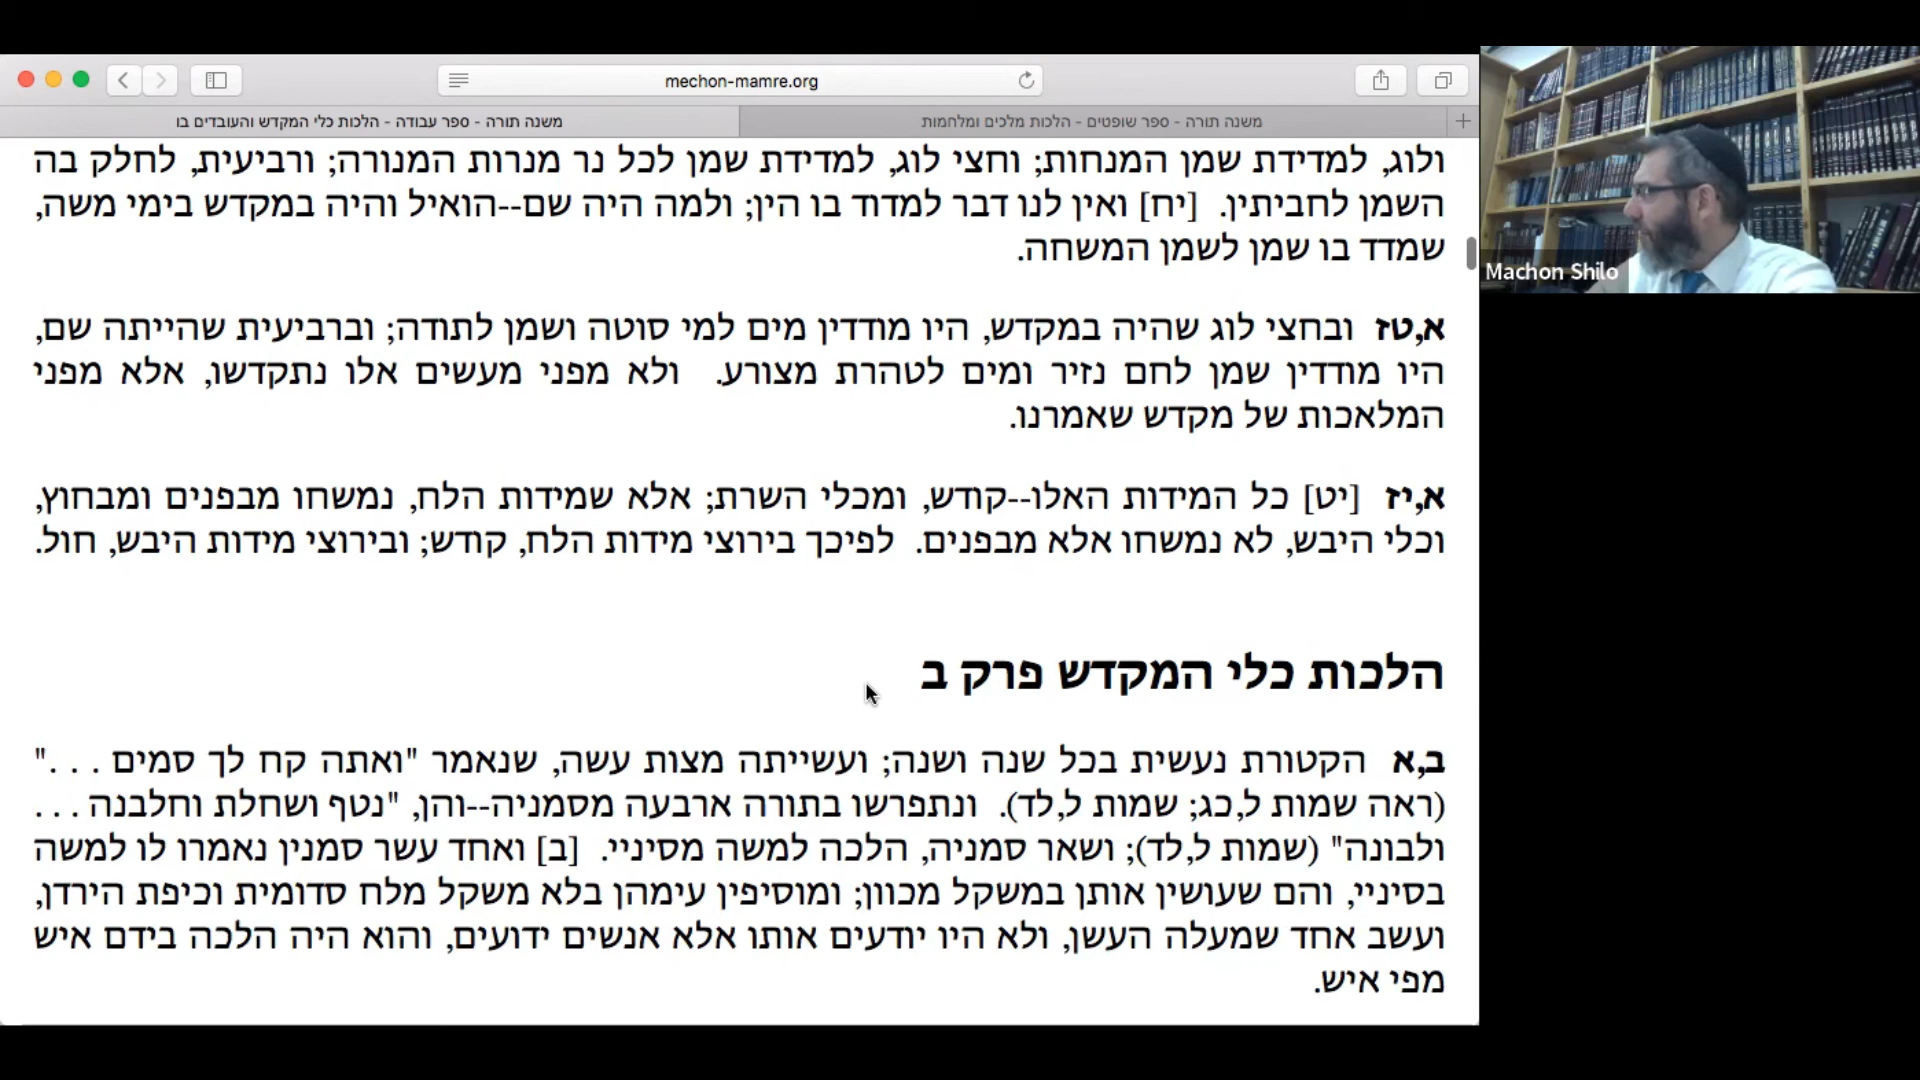 mechon-mamre.org
משנה תורה - ספר עבודה - הלכות כלי המקדש והעובדים בו
משנה תורה - ספר שופטים - הלכות מלכים ומלחמות
ולוג, למדידת שמן המנחות; וחצי לוג, למדידת שמן לכל נר מנרות המנורה; ורביעית, לחלק בה
השמן לחביתין.  [יח] ואין לנו דבר למדוד בו הין; ולמה היה שם--הואיל והיה במקדש בימי משה,
שמדד בו שמן לשמן המשחה.
א,טז  ובחצי לוג שהיה במקדש, היו מודדין מים למי סוטה ושמן לתודה; וברביעית שהייתה שם,
היו מודדין שמן לחם נזיר ומים לטהרת מצורע.  ולא מפני מעשים אלו נתקדשו, אלא מפני
המלאכות של מקדש שאמרנו.
א,יז  [יט] כל המידות האלו--קודש, ומכלי השרת; אלא שמידות הלח, נמשחו מבפנים ומבחוץ,
וכלי היבש, לא נמשחו אלא מבפנים.  לפיכך בירוצי מידות הלח, קודש; ובירוצי מידות היבש, חול.
הלכות כלי המקדש פרק ב
ב,א  הקטורת נעשית בכל שנה ושנה; ועשייתה מצות עשה, שנאמר "ואתה קח לך סמים . . ."
(ראה שמות ל,כג; שמות ל,לד).  ונתפרשו בתורה ארבעה מסמניה--והן, "נטף ושחלת וחלבנה . . .
ולבונה" (שמות ל,לד); ושאר סמניה, הלכה למשה מסיניי.  [ב] ואחד עשר סמנין נאמרו לו למשה
בסיניי, והם שעושין אותן במשקל מכוון; ומוסיפין עימהן בלא משקל מלח סדומית וכיפת הירדן,
ועשב אחד שמעלה העשן, ולא היו יודעים אותו אלא אנשים ידועים, והוא היה הלכה בידם איש
מפי איש.
Machon Shilo